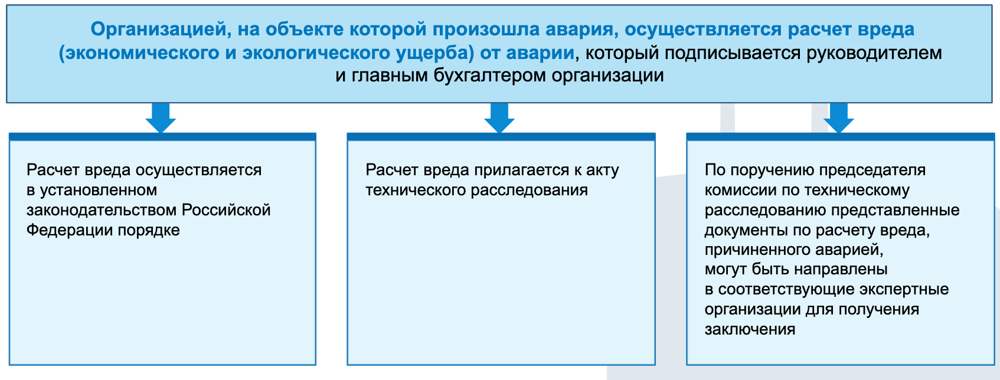 Организацией, на объекте которой произошла авария, осуществляется расчет вреда
(экономического и экологического ущерба) от аварии, который подписывается руководителем
и главным бухгалтером организации
Расчет вреда осуществляется
в установленном
законодательством Российской
Федерации порядке
Расчет вреда прилагается к акту
технического расследования
По поручению председателя
комиссии по техническому
расследованию представленные
документы по расчету вреда,
причиненного аварией,
могут быть направлены
в соответствующие экспертные
организации для получения
заключения